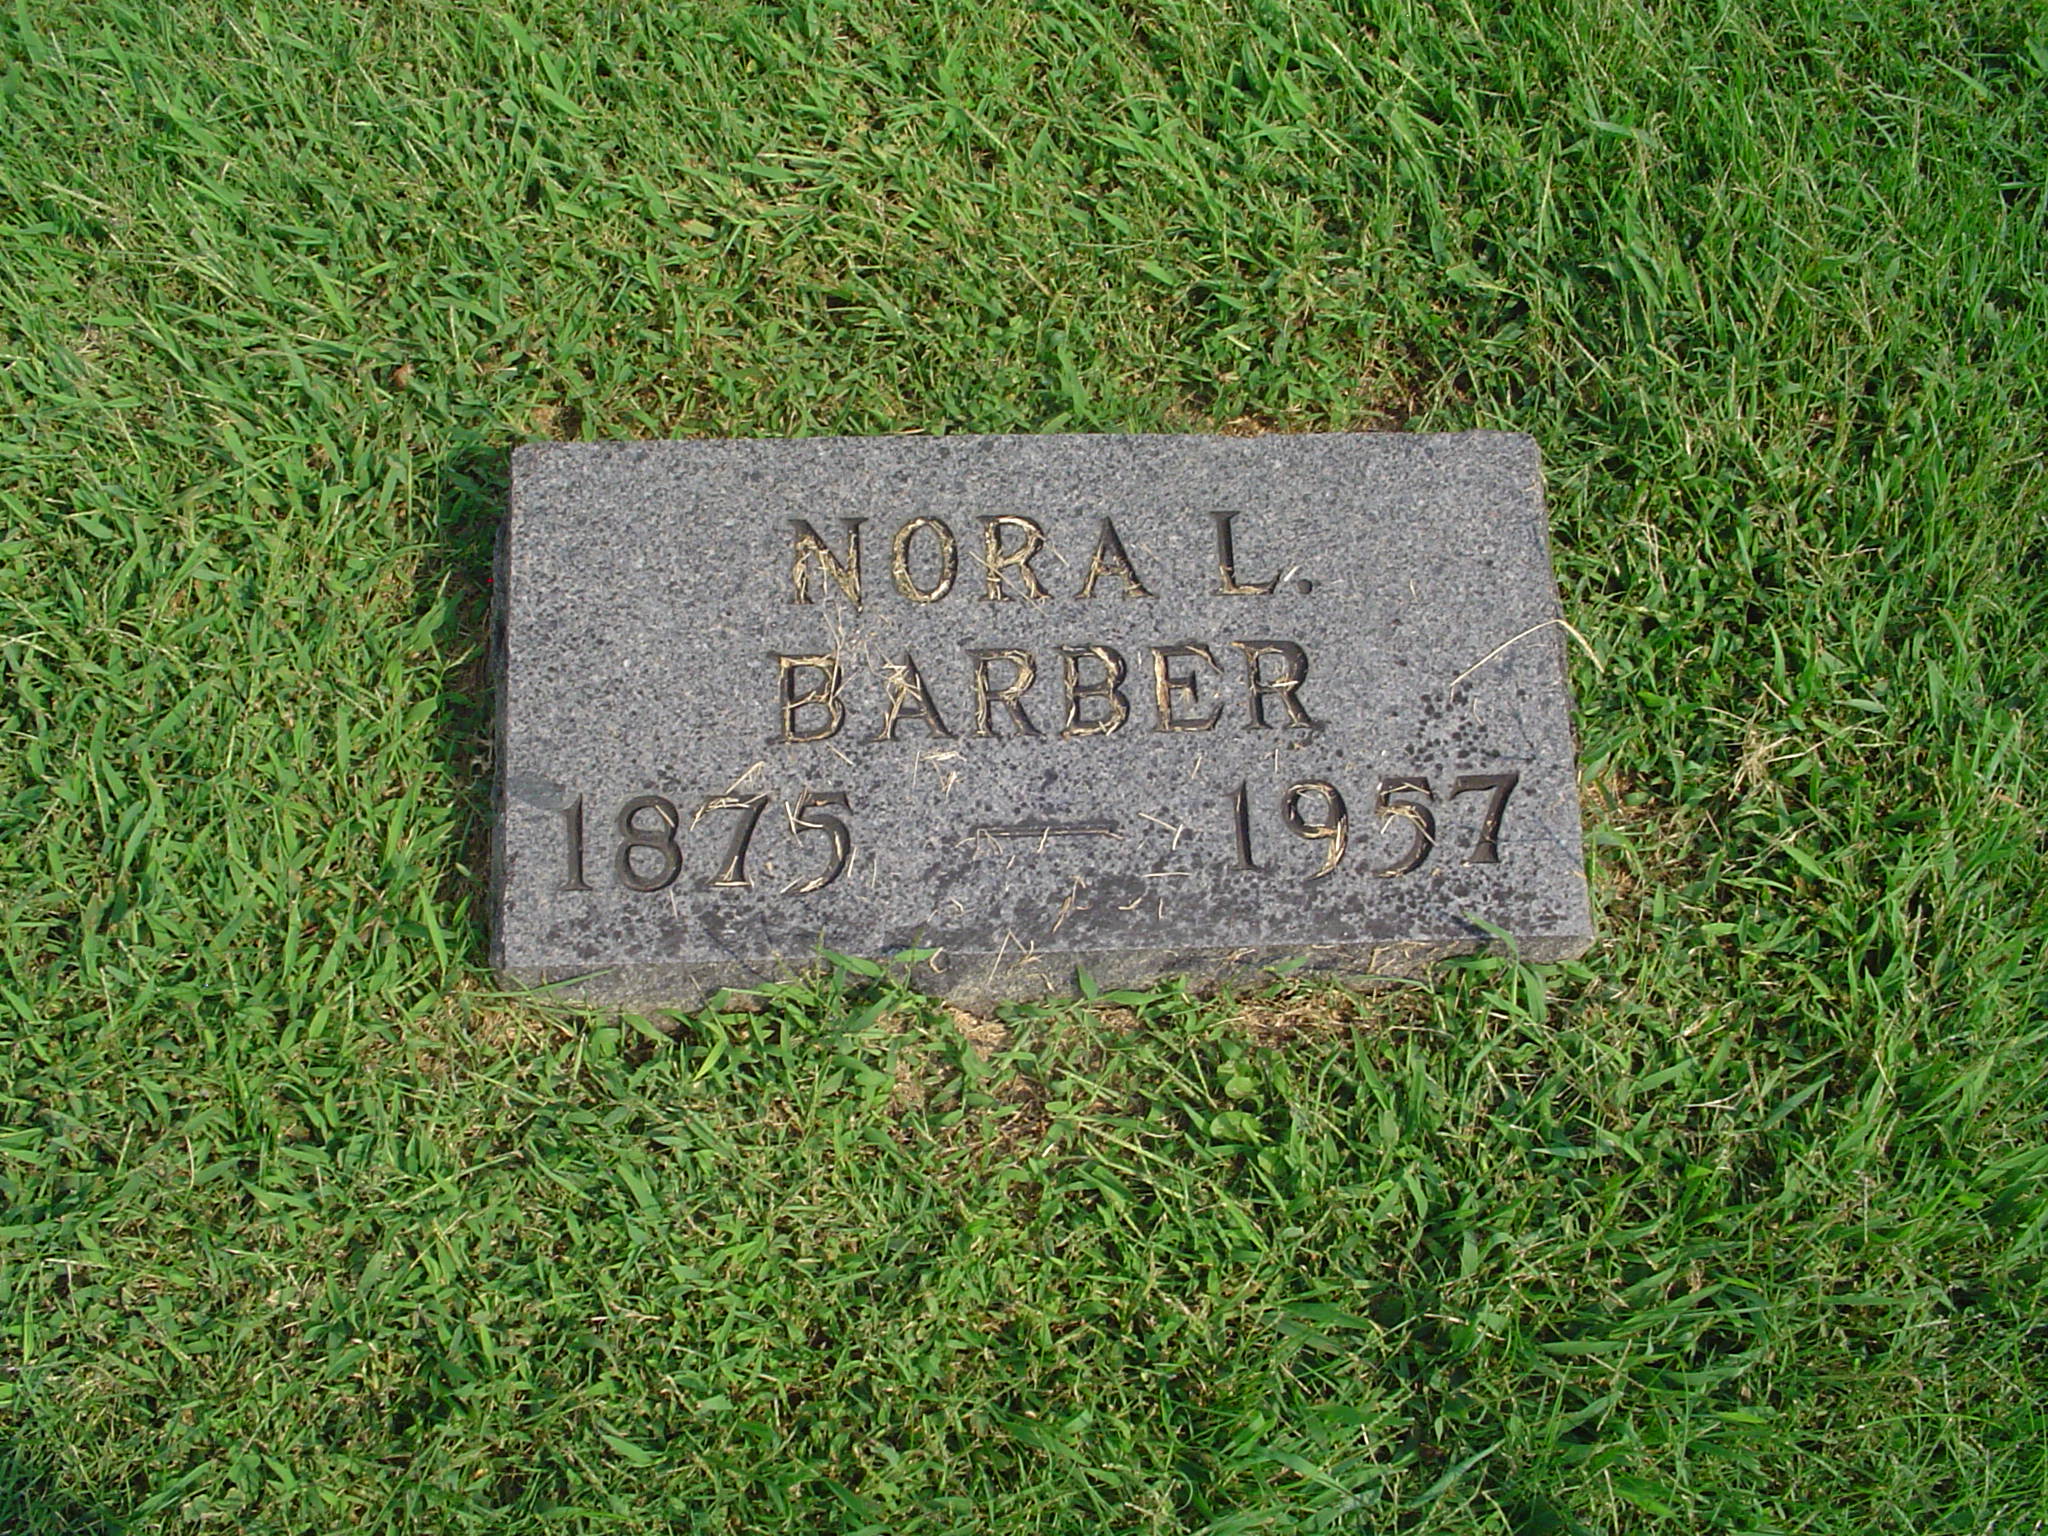 NORA L.
BARBER
1875 — 1957